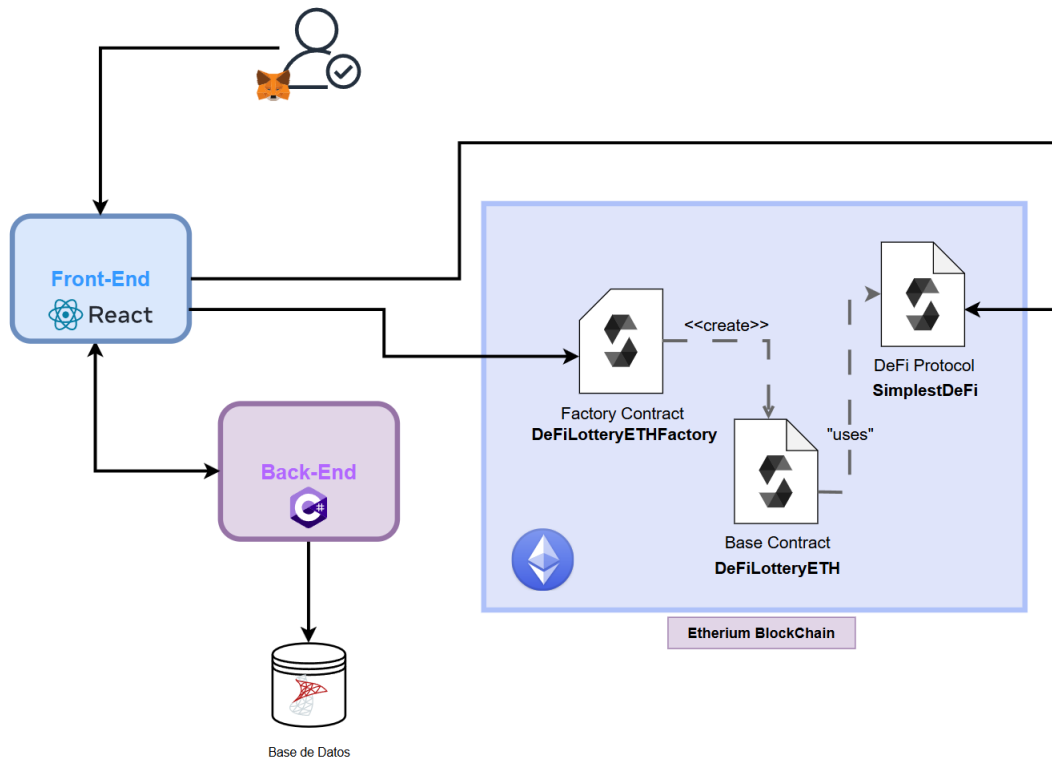 Front-End
React
<<create>>
DeFi Protocol
SimplestDeFi
Factory Contract
DeFiLotteryETHFactory
"uses"
Back-End
C#
Base Contract
DeFiLotteryETH
Etherium BlockChain
Base de Datos